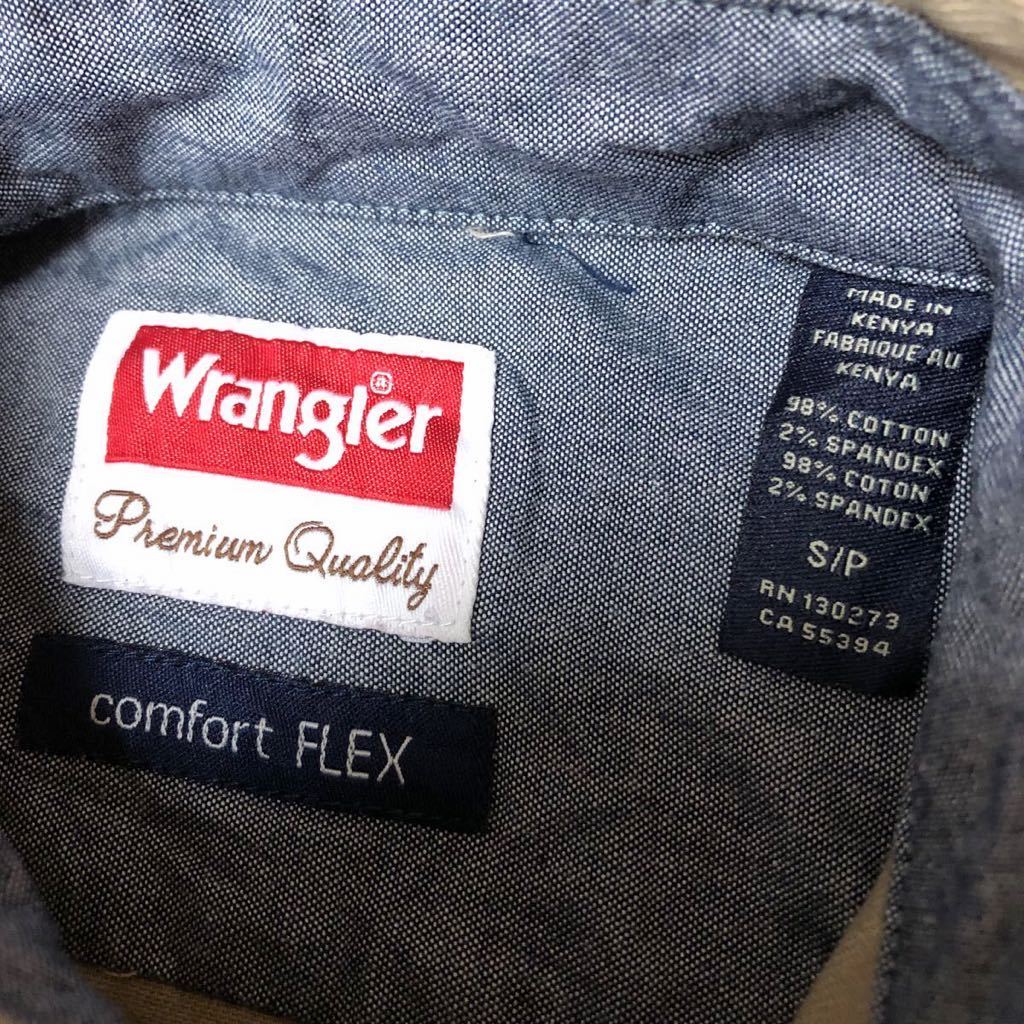 Wrangler®
Premium Quality
comfort FLEX
MADE IN
KENYA
FABRIQUE AU
KENYA
98% COTTON
2% SPANDEX
98% COTON
2% SPANDEX
S/P
RN 130273
CA 55394